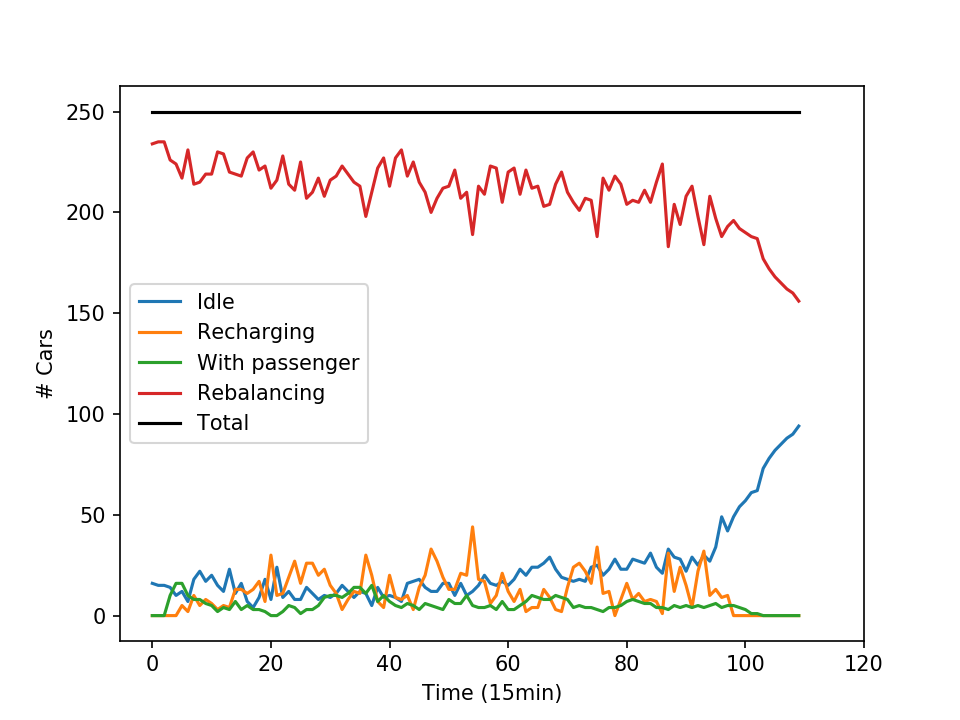 250
200
150
100
50
0
# Cars
Idle
Recharging
With passenger
Rebalancing
Total
0 20 40 60 80 100 120
Time (15min)